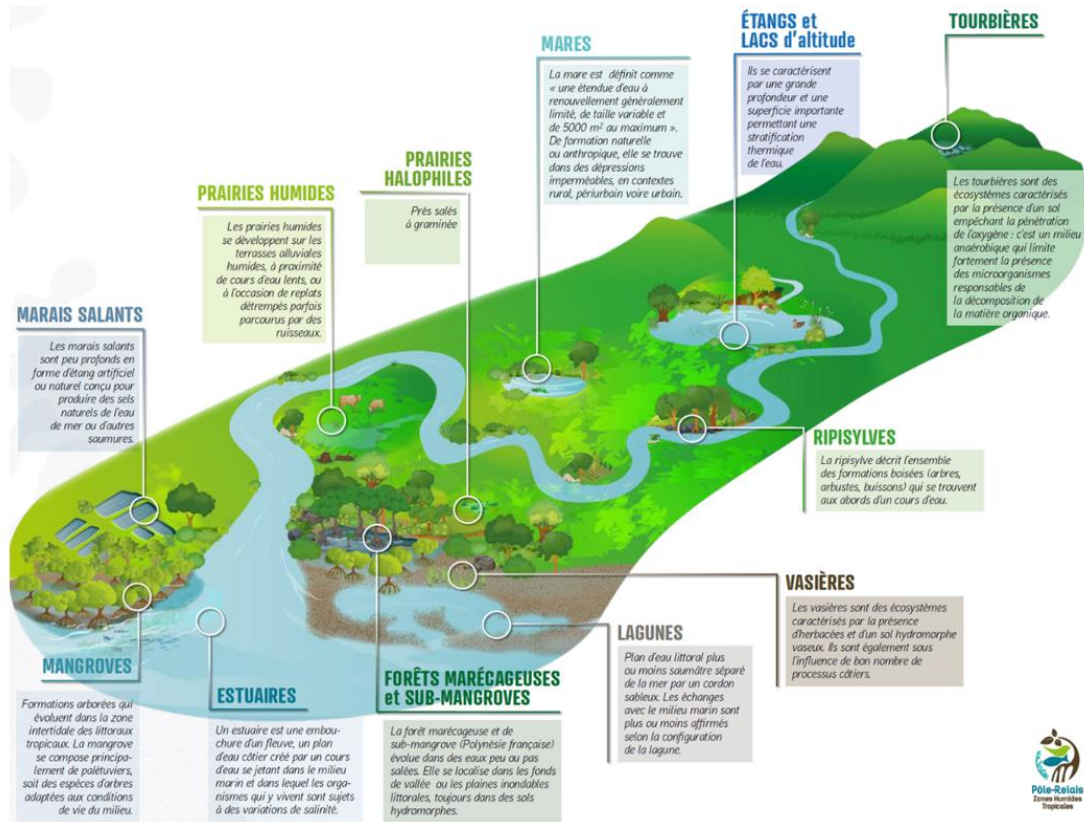 MARES
La mare est définit comme
« une étendue d'eau à
renouvellement généralement
limité, de taille variable et
de 5000 m² au maximum ».
De formation naturelle
ou anthropique, elle se trouve
dans des dépressions
imperméables, en contextes
rural, périurbain voire urbain.
ÉTANGS et
LACS d'altitude
Ils se caractérisent
par une grande
profondeur et une
superficie importante
permettant une
stratification
thermique
de l'eau.
TOURBIÈRES
Les tourbières sont des
écosystèmes caractérisés
par la présence d'un sol
empêchant la pénétration
de l'oxygène : c'est un milieu
anaérobique qui limite
fortement la présence
des microorganismes
responsables de
la décomposition de
la matière organique.
PRAIRIES
HALOPHILES
Près salés
à graminée
PRAIRIES HUMIDES
Les prairies humides
se développent sur les
terrasses alluviales
humides, à proximité
de cours d'eau lents, ou
à l'occasion de replats
détrempés parfois
parcourus par des
ruisseaux.
MARAIS SALANTS
Les marais salants
sont peu profonds en
forme d'étang artificiel
ou naturel conçu pour
produire des sels
naturels de l'eau
de mer ou d'autres
saumures.
RIPISYLVES
La ripisylve décrit l'ensemble
des formations boisées (arbres,
arbustes, buissons) qui se trouvent
aux abords d'un cours d'eau.
VASIÈRES
Les vasières sont des écosystèmes
caractérisés par la présence
d'herbacées et d'un sol hydromorphe
vaseux. Ils sont également sous
l'influence de bon nombre de
processus côtiers.
LAGUNES
Plan d'eau littoral plus
ou moins saumâtre séparé
de la mer par un cordon
sableux. Les échanges
avec le milieu marin sont
plus ou moins affirmés
selon la configuration
de la lagune.
MANGROVES
Formations arborées qui
évoluent dans la zone
intertidale des littoraux
tropicaux. La mangrove
se compose principa-
lement de palétuviers,
soit des espèces d'arbres
adaptées aux conditions
de vie du milieu.
ESTUAIRES
Un estuaire est une embou-
chure d'un fleuve, un plan
d'eau côtier créé par un cours
d'eau se jetant dans le milieu
marin et dans lequel les orga-
nismes qui y vivent sont sujets
à des variations de salinité.
FORÊTS MARÉCAGEUSES
et SUB-MANGROVES
La forêt marécageuse et de
sub-mangrove (Polynésie française)
évolue dans des eaux peu ou pas
salées. Elle se localise dans les fonds
de vallée ou les plaines inondables
littorales, toujours dans des sols
hydromorphes.
Pôle-Relais
Zones Humides
Tropicales